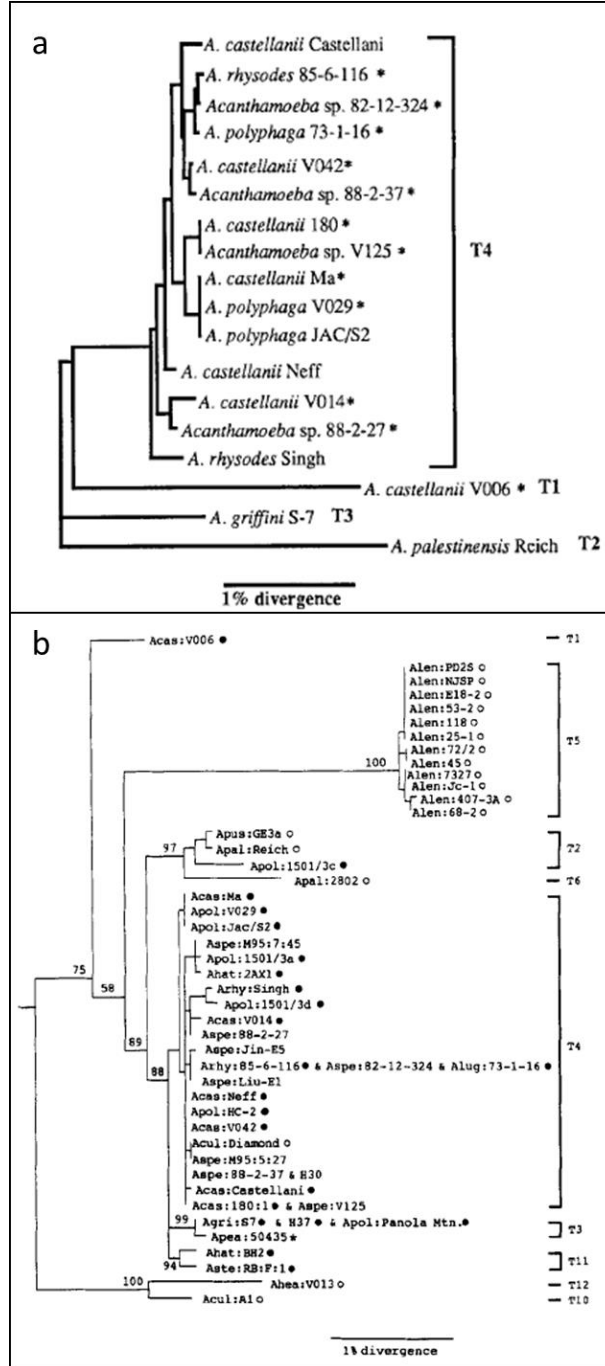 a
A. castellanii Castellani
A. rhysodes 85-6-116 *
Acanthamoeba sp. 82-12-324 *
A. polyphaga 73-1-16 *
A. castellanii V042 *
Acanthamoeba sp. 88-2-37 *
A. castellanii 180 *
Acanthamoeba sp. V125 *
T4
A. castellanii Ma *
A. polyphaga V029 *
A. polyphaga JAC/S2
A. castellanii Neff
A. castellanii V014 *
Acanthamoeba sp. 88-2-27 *
A. rhysodes Singh
A. castellanii V006 * T1
A. griffini S-7 T3
A. palestinensis Reich T2
1% divergence
b
Acas:V006 ● T1
Alen:PD2S ○
Alen:NJSP ○
Alen:E18-2 ○
Alen:53-2 ○
Alen:118 ○
Alen:25-1 ○
T5
Alen:72/2 ○
100
Alen:45 ○
Alen:7327 ○
Alen:Jc-1 ○
Alen:407-3A ○
Alen:68-2 ○
Apus:GE3a ○
97
Apal:Reich ○
T2
Apol:1501/3c ●
Apal:2802 ○ T6
Acas:Ma ●
Apol:V029 ●
Apol:Jac/S2 ●
Aspe:M95:7:45
Apol:1501/3a ●
Ahat:2AX1 ●
75
Arhy:Singh ●
58
Apol:1501/3d ●
Acas:V014 ●
Aspe:88-2-27
89
Aspe:Jin-E5
T4
Arhy:85-6-116 ● & Aspe:82-12-324 & Alug:73-1-16 ●
88
Aspe:Liu-E1
Acas:Neff ●
Apol:HC-2 ●
Acas:V042 ●
Acul:Diamond ○
Aspe:M95:5:27
Aspe:88-2-37 & H30
Acas:Castellani ●
Acas:180:1 ● & Aspe:V125
99
Agri:S7 ● & H37 ● & Apol:Panola Mtn. ●
T3
Apea:50435 ★
Ahat:BH2 ●
T11
94
Aste:RB:F:1 ●
100
Ahea:V013 ○ T12
Acul:A1 ○ T10
1% divergence